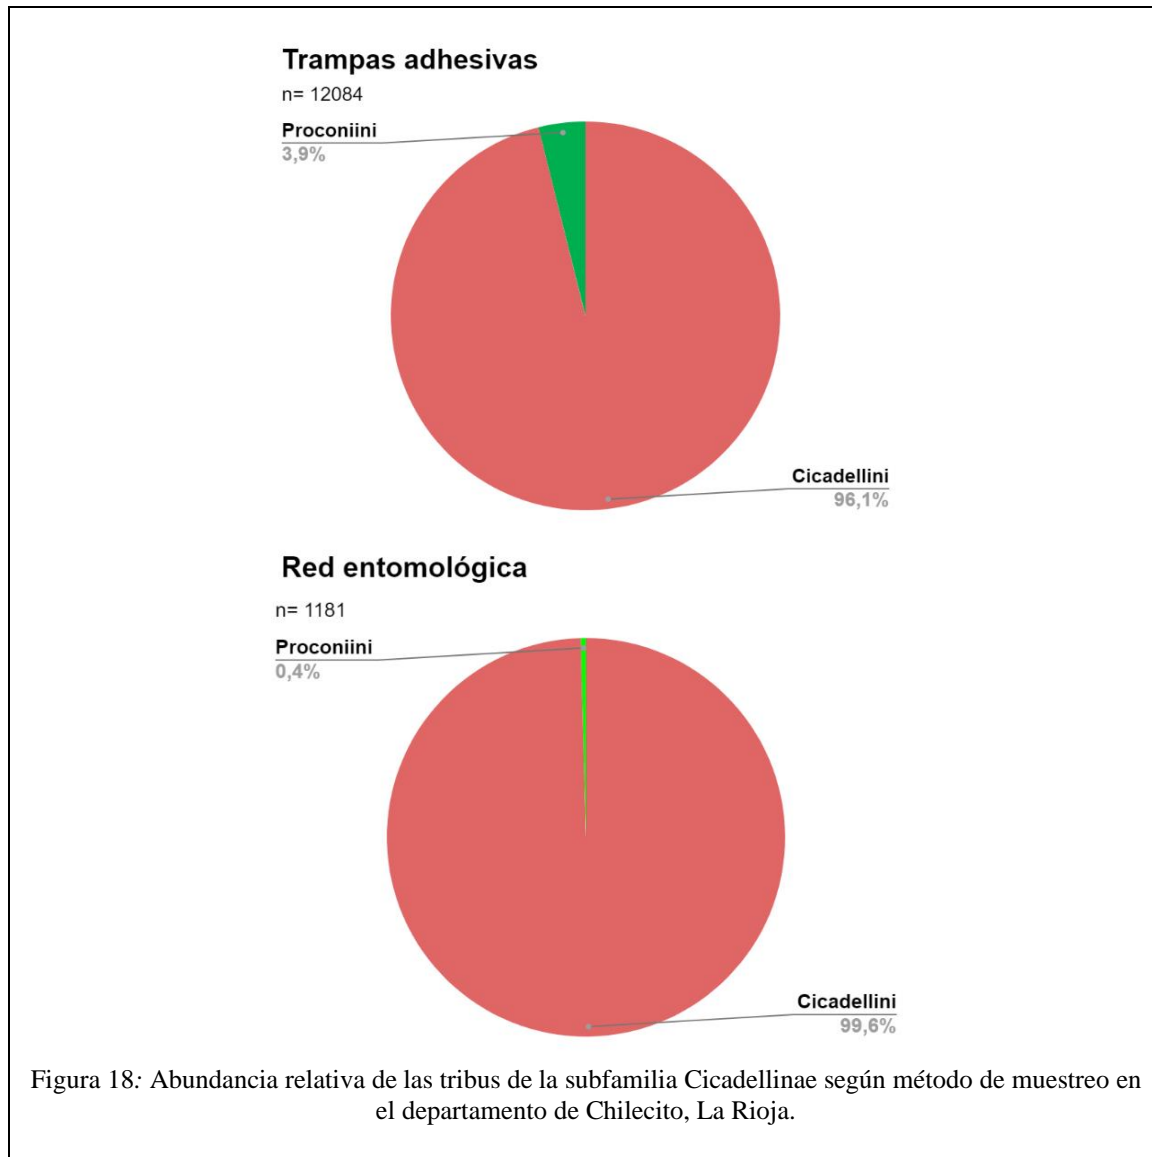 Trampas adhesivas
n= 12084
Proconiini
3,9%
Cicadellini
96,1%
Red entomológica
n= 1181
Proconiini
0,4%
Cicadellini
99,6%
Figura 18: Abundancia relativa de las tribus de la subfamilia Cicadellinae según método de muestreo en
el departamento de Chilecito, La Rioja.